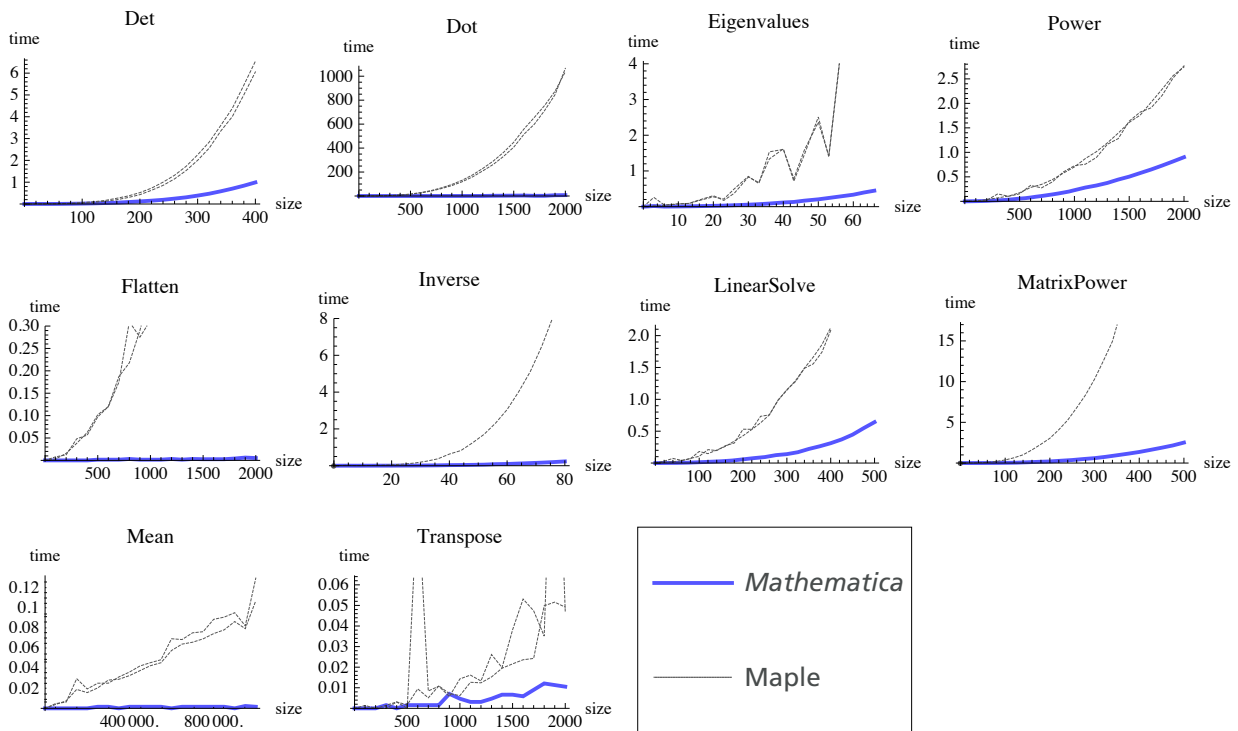 Det
time
6
5
4
3
2
1
100 200 300 400 size
Dot
time
1000
800
600
400
200
500 1000 1500 2000 size
Eigenvalues
time
4
3
2
1
0
10 20 30 40 50 60 size
Power
time
2.5
2.0
1.5
1.0
0.5
500 1000 1500 2000 size
Flatten
time
0.30
0.25
0.20
0.15
0.10
0.05
500 1000 1500 2000 size
Inverse
time
8
6
4
2
20 40 60 80 size
LinearSolve
time
2.0
1.5
1.0
0.5
0.0
100 200 300 400 500 size
MatrixPower
time
15
10
5
100 200 300 400 500 size
Mean
time
0.12
0.1
0.08
0.06
0.04
0.02
400 000. 800 000. size
Transpose
time
0.06
0.05
0.04
0.03
0.02
0.01
500 1000 1500 2000 size
Mathematica
Maple